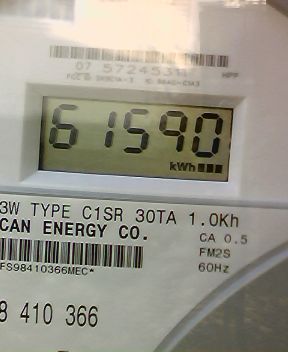 07 5724531
61590
kWh
3W TYPE C1SR 30TA 1.0Kh
CAN ENERGY CO.
CA 0.5
FM2S
60Hz
FS98410366MEC*
8 410 366